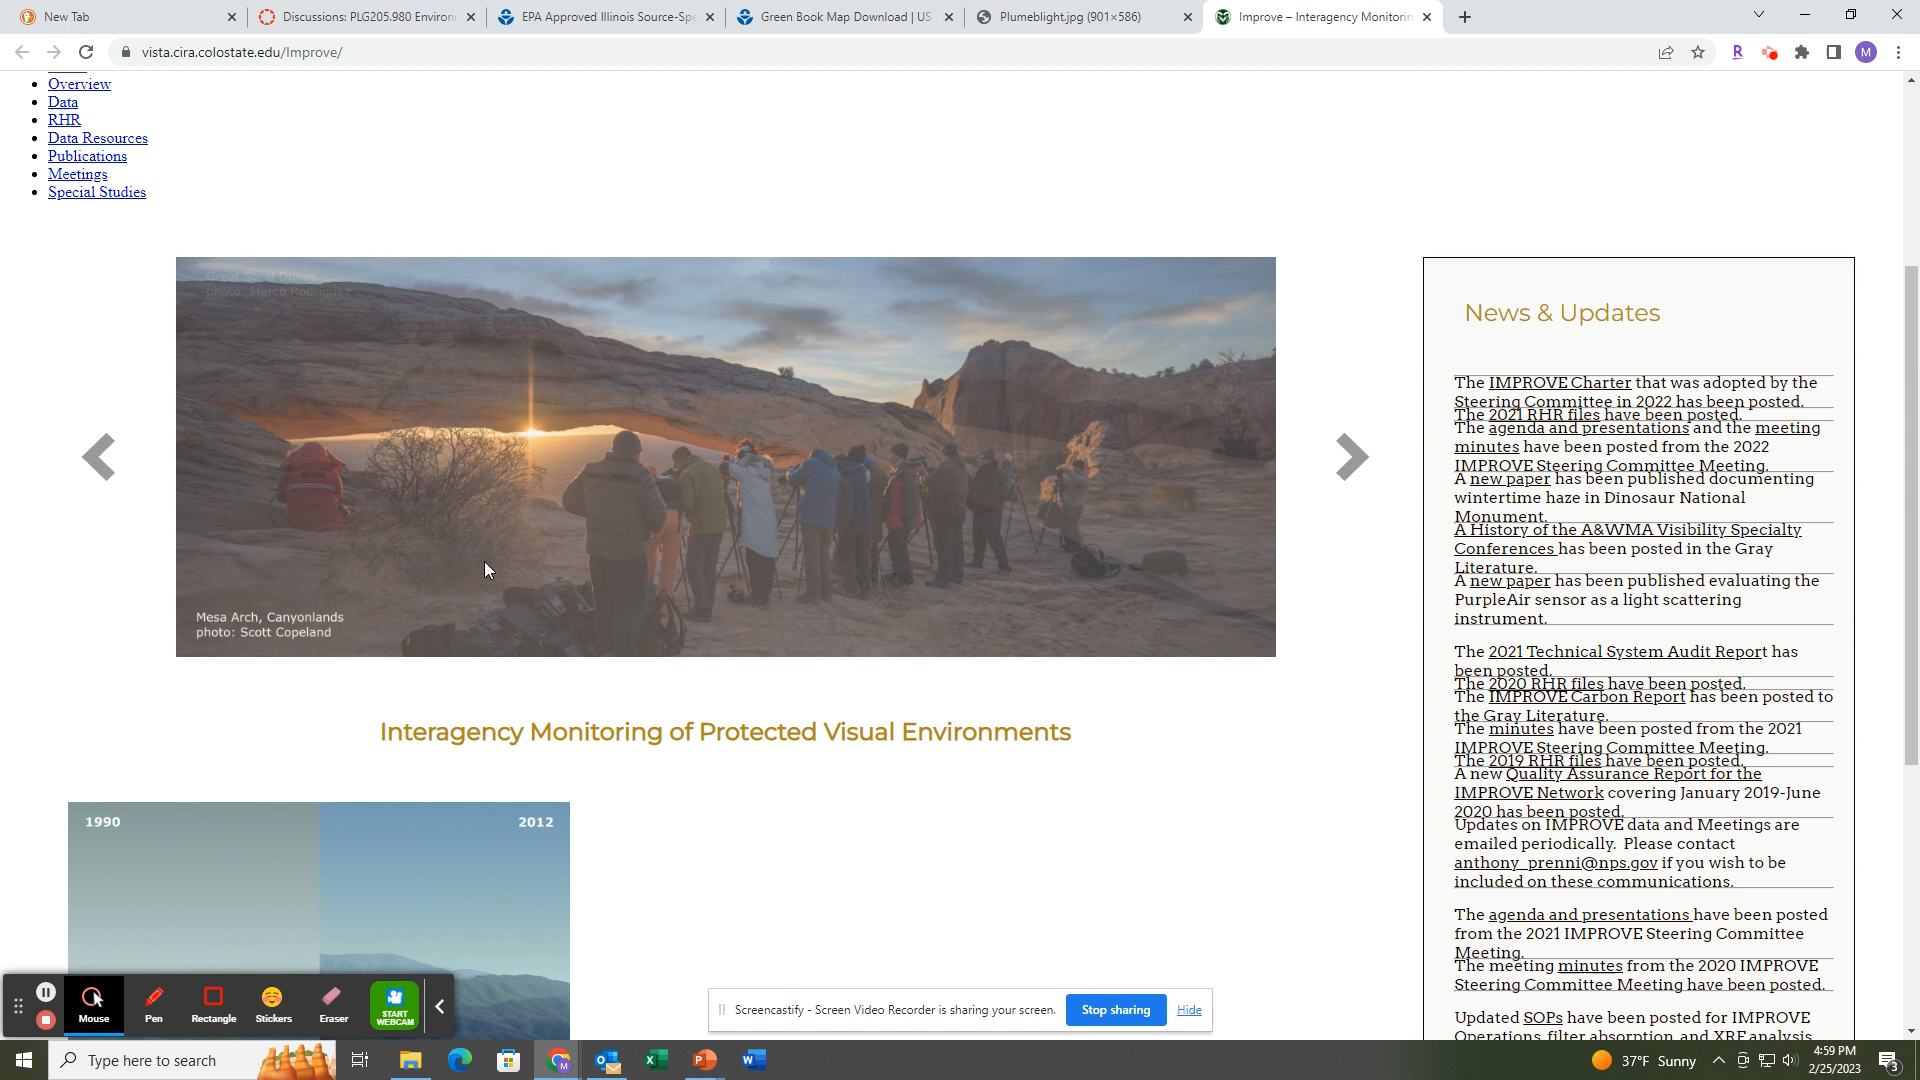 New Tab
Discussions: PLG205.980 Environ
EPA Approved Illinois Source-Spe
Green Book Map Download | US
Plumeblight.jpg (901×586)
Improve – Interagency Monitorin
vista.cira.colostate.edu/Improve/
R
M
Overview
Data
RHR
Data Resources
Publications
Meetings
Special Studies
Great Sand Dunes
photo: Marco Rodriguez
Mesa Arch, Canyonlands
photo: Scott Copeland
Interagency Monitoring of Protected Visual Environments
1990
2012
News & Updates
The IMPROVE Charter that was adopted by the
Steering Committee in 2022 has been posted.
The 2021 RHR files have been posted.
The agenda and presentations and the meeting
minutes have been posted from the 2022
IMPROVE Steering Committee Meeting.
A new paper has been published documenting
wintertime haze in Dinosaur National
Monument.
A History of the A&WMA Visibility Specialty
Conferences has been posted in the Gray
Literature.
A new paper has been published evaluating the
PurpleAir sensor as a light scattering
instrument.
The 2021 Technical System Audit Report has
been posted.
The 2020 RHR files have been posted.
The IMPROVE Carbon Report has been posted to
the Gray Literature.
The minutes have been posted from the 2021
IMPROVE Steering Committee Meeting.
The 2019 RHR files have been posted.
A new Quality Assurance Report for the
IMPROVE Network covering January 2019-June
2020 has been posted.
Updates on IMPROVE data and Meetings are
emailed periodically. Please contact
anthony_prenni@nps.gov if you wish to be
included on these communications.
The agenda and presentations have been posted
from the 2021 IMPROVE Steering Committee
Meeting.
The meeting minutes from the 2020 IMPROVE
Steering Committee Meeting have been posted.
Updated SOPs have been posted for IMPROVE
Operations, filter absorption, and XRF analysis
Mouse
Pen
Rectangle
Stickers
Eraser
START
WEBCAM
Screencastify - Screen Video Recorder is sharing your screen.
Stop sharing
Hide
Type here to search
37°F Sunny
4:59 PM
2/25/2023
3